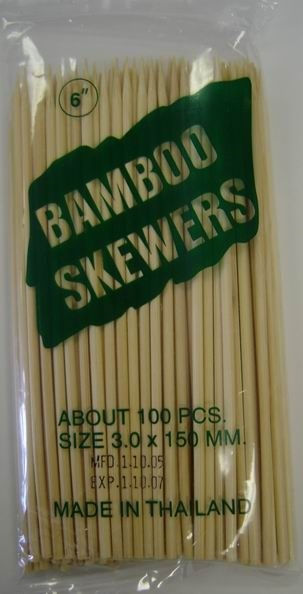 6"
BAMBOO
SKEWERS
ABOUT 100 PCS.
SIZE 3.0 x 150 MM.
MFD.1.10.05
EXP.1.10.07
MADE IN THAILAND